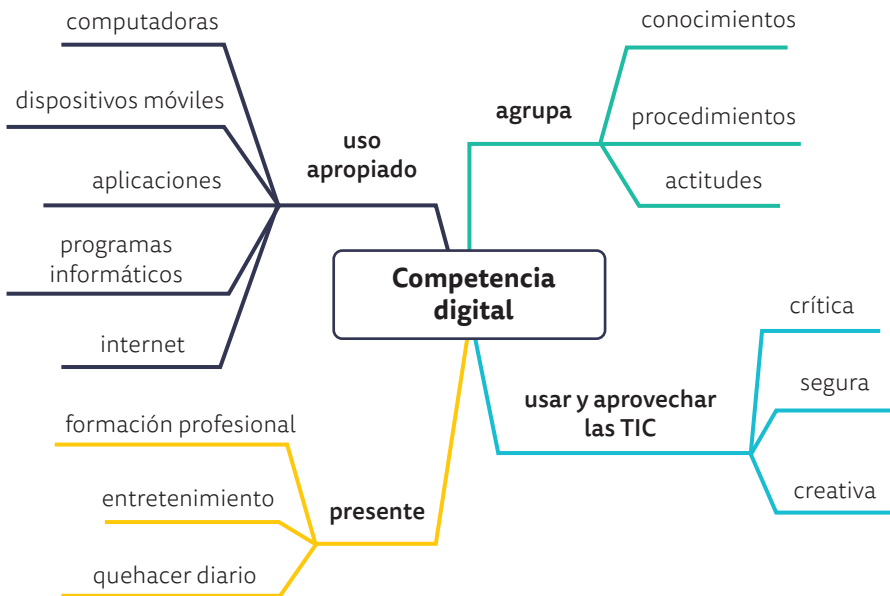 computadoras
dispositivos móviles
aplicaciones
programas
informáticos
internet
uso
apropiado
agrupa
conocimientos
procedimientos
actitudes
Competencia
digital
usar y aprovechar
las TIC
crítica
segura
creativa
formación profesional
entretenimiento
quehacer diario
presente